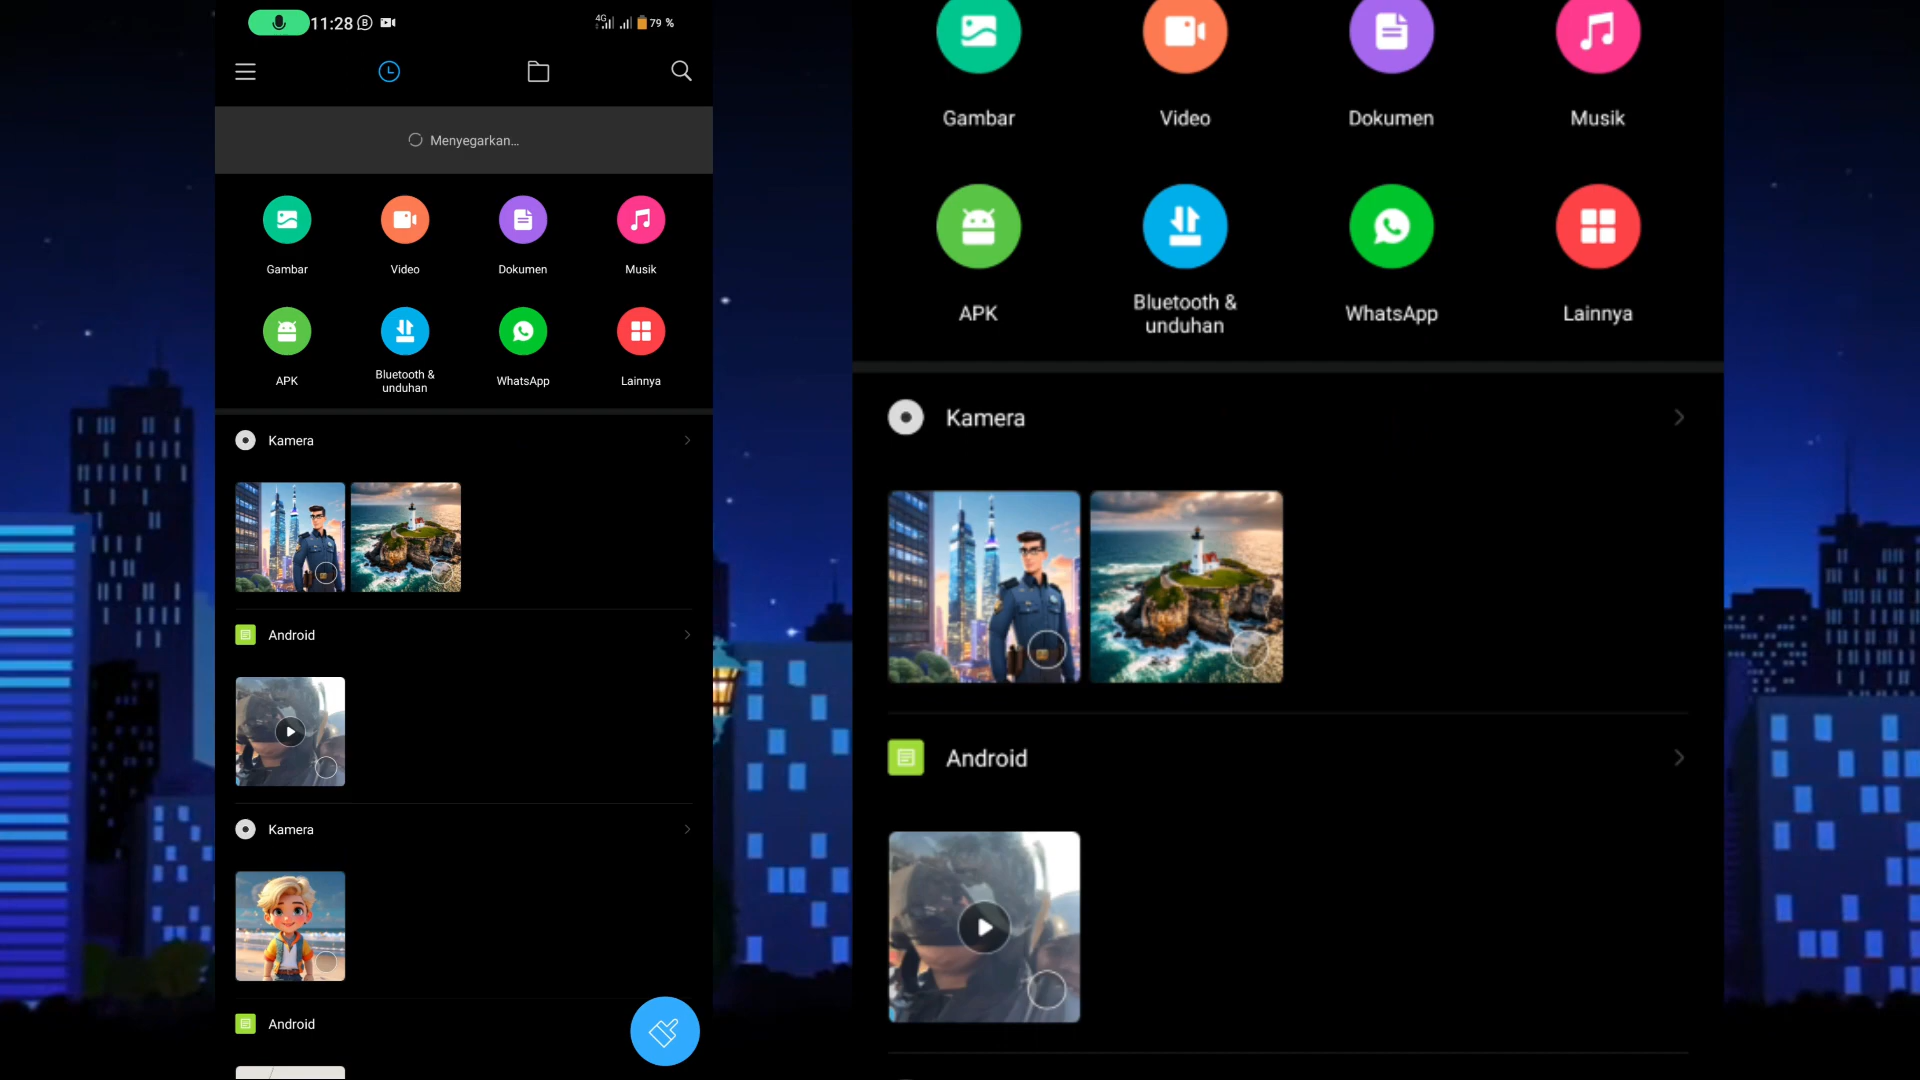 11:28
4G
79 %
Menyegarkan...
Gambar Video Dokumen Musik
APK Bluetooth & unduhan WhatsApp Lainnya
Kamera
Android
Kamera
Android
Gambar Video Dokumen Musik
APK Bluetooth & unduhan WhatsApp Lainnya
Kamera
Android